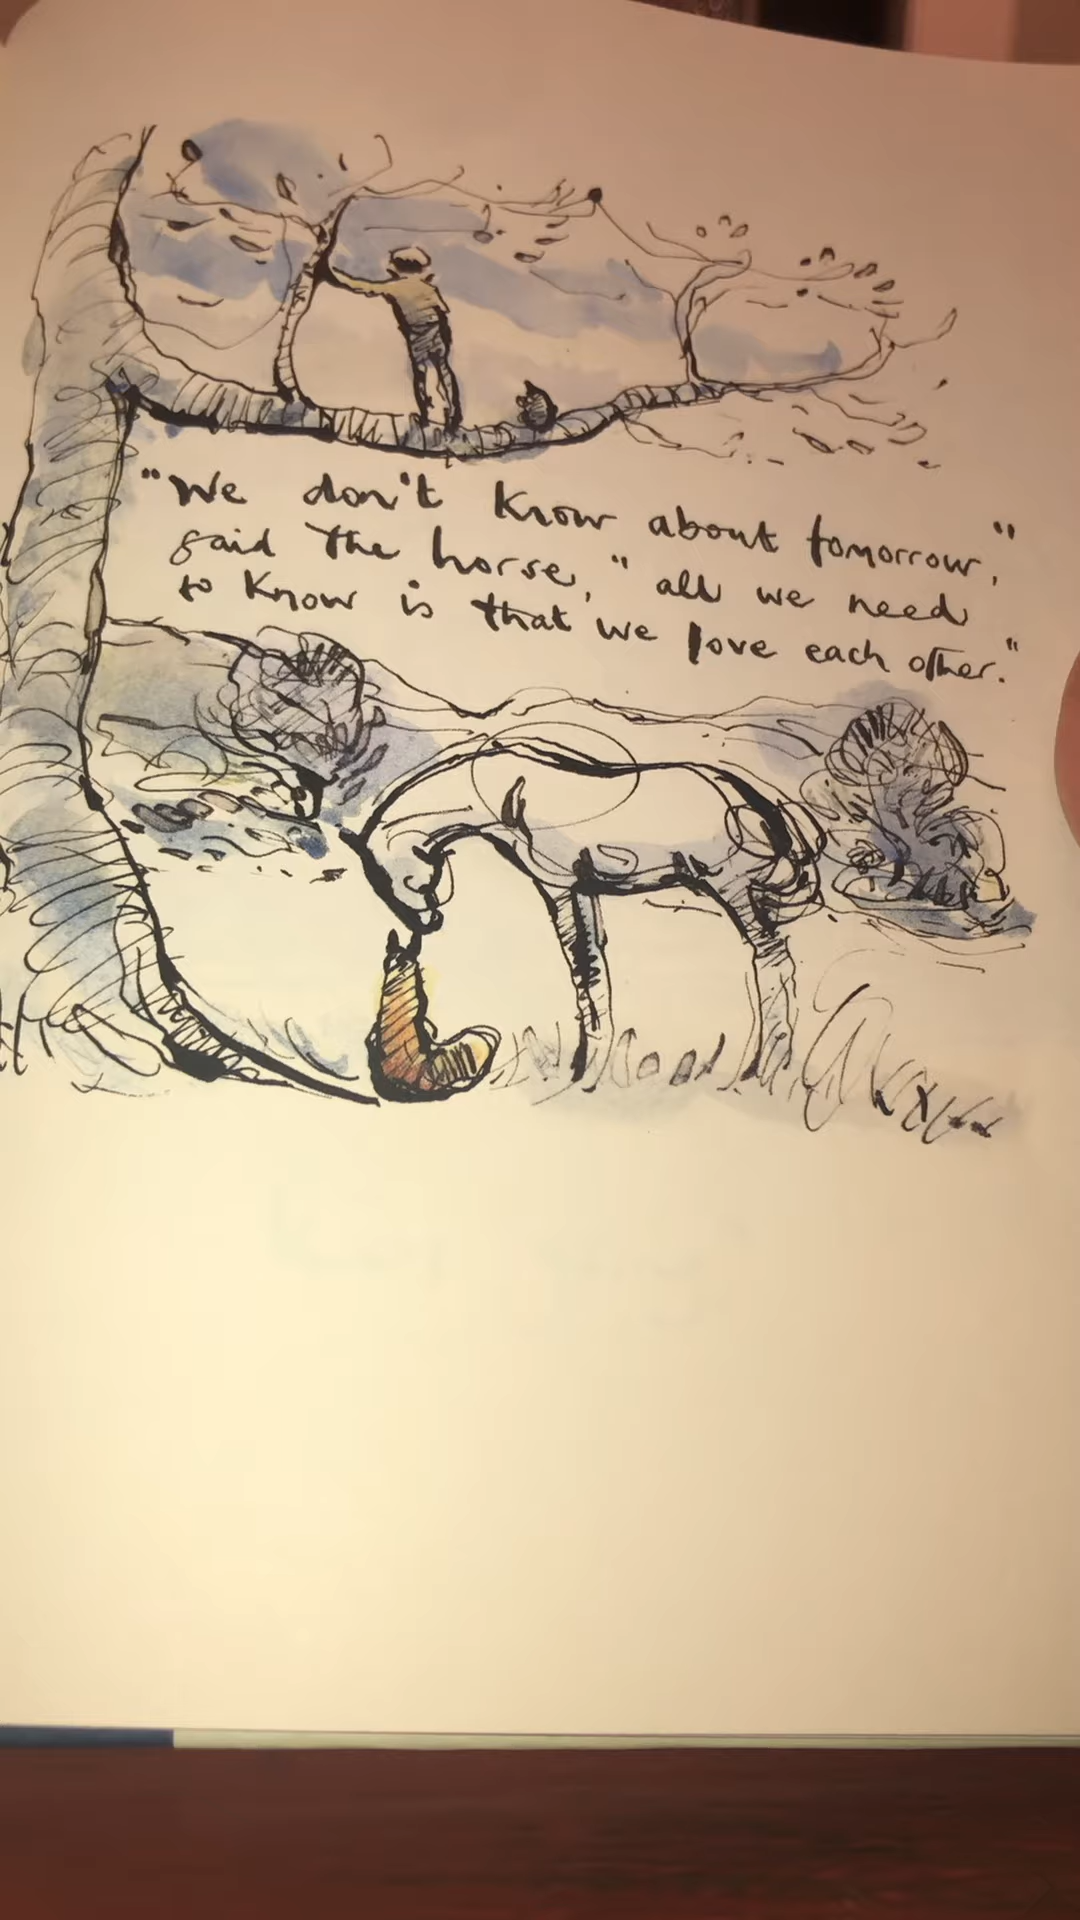 "We don't know about tomorrow,"
said the horse, "all we need
to know is that we love each other."